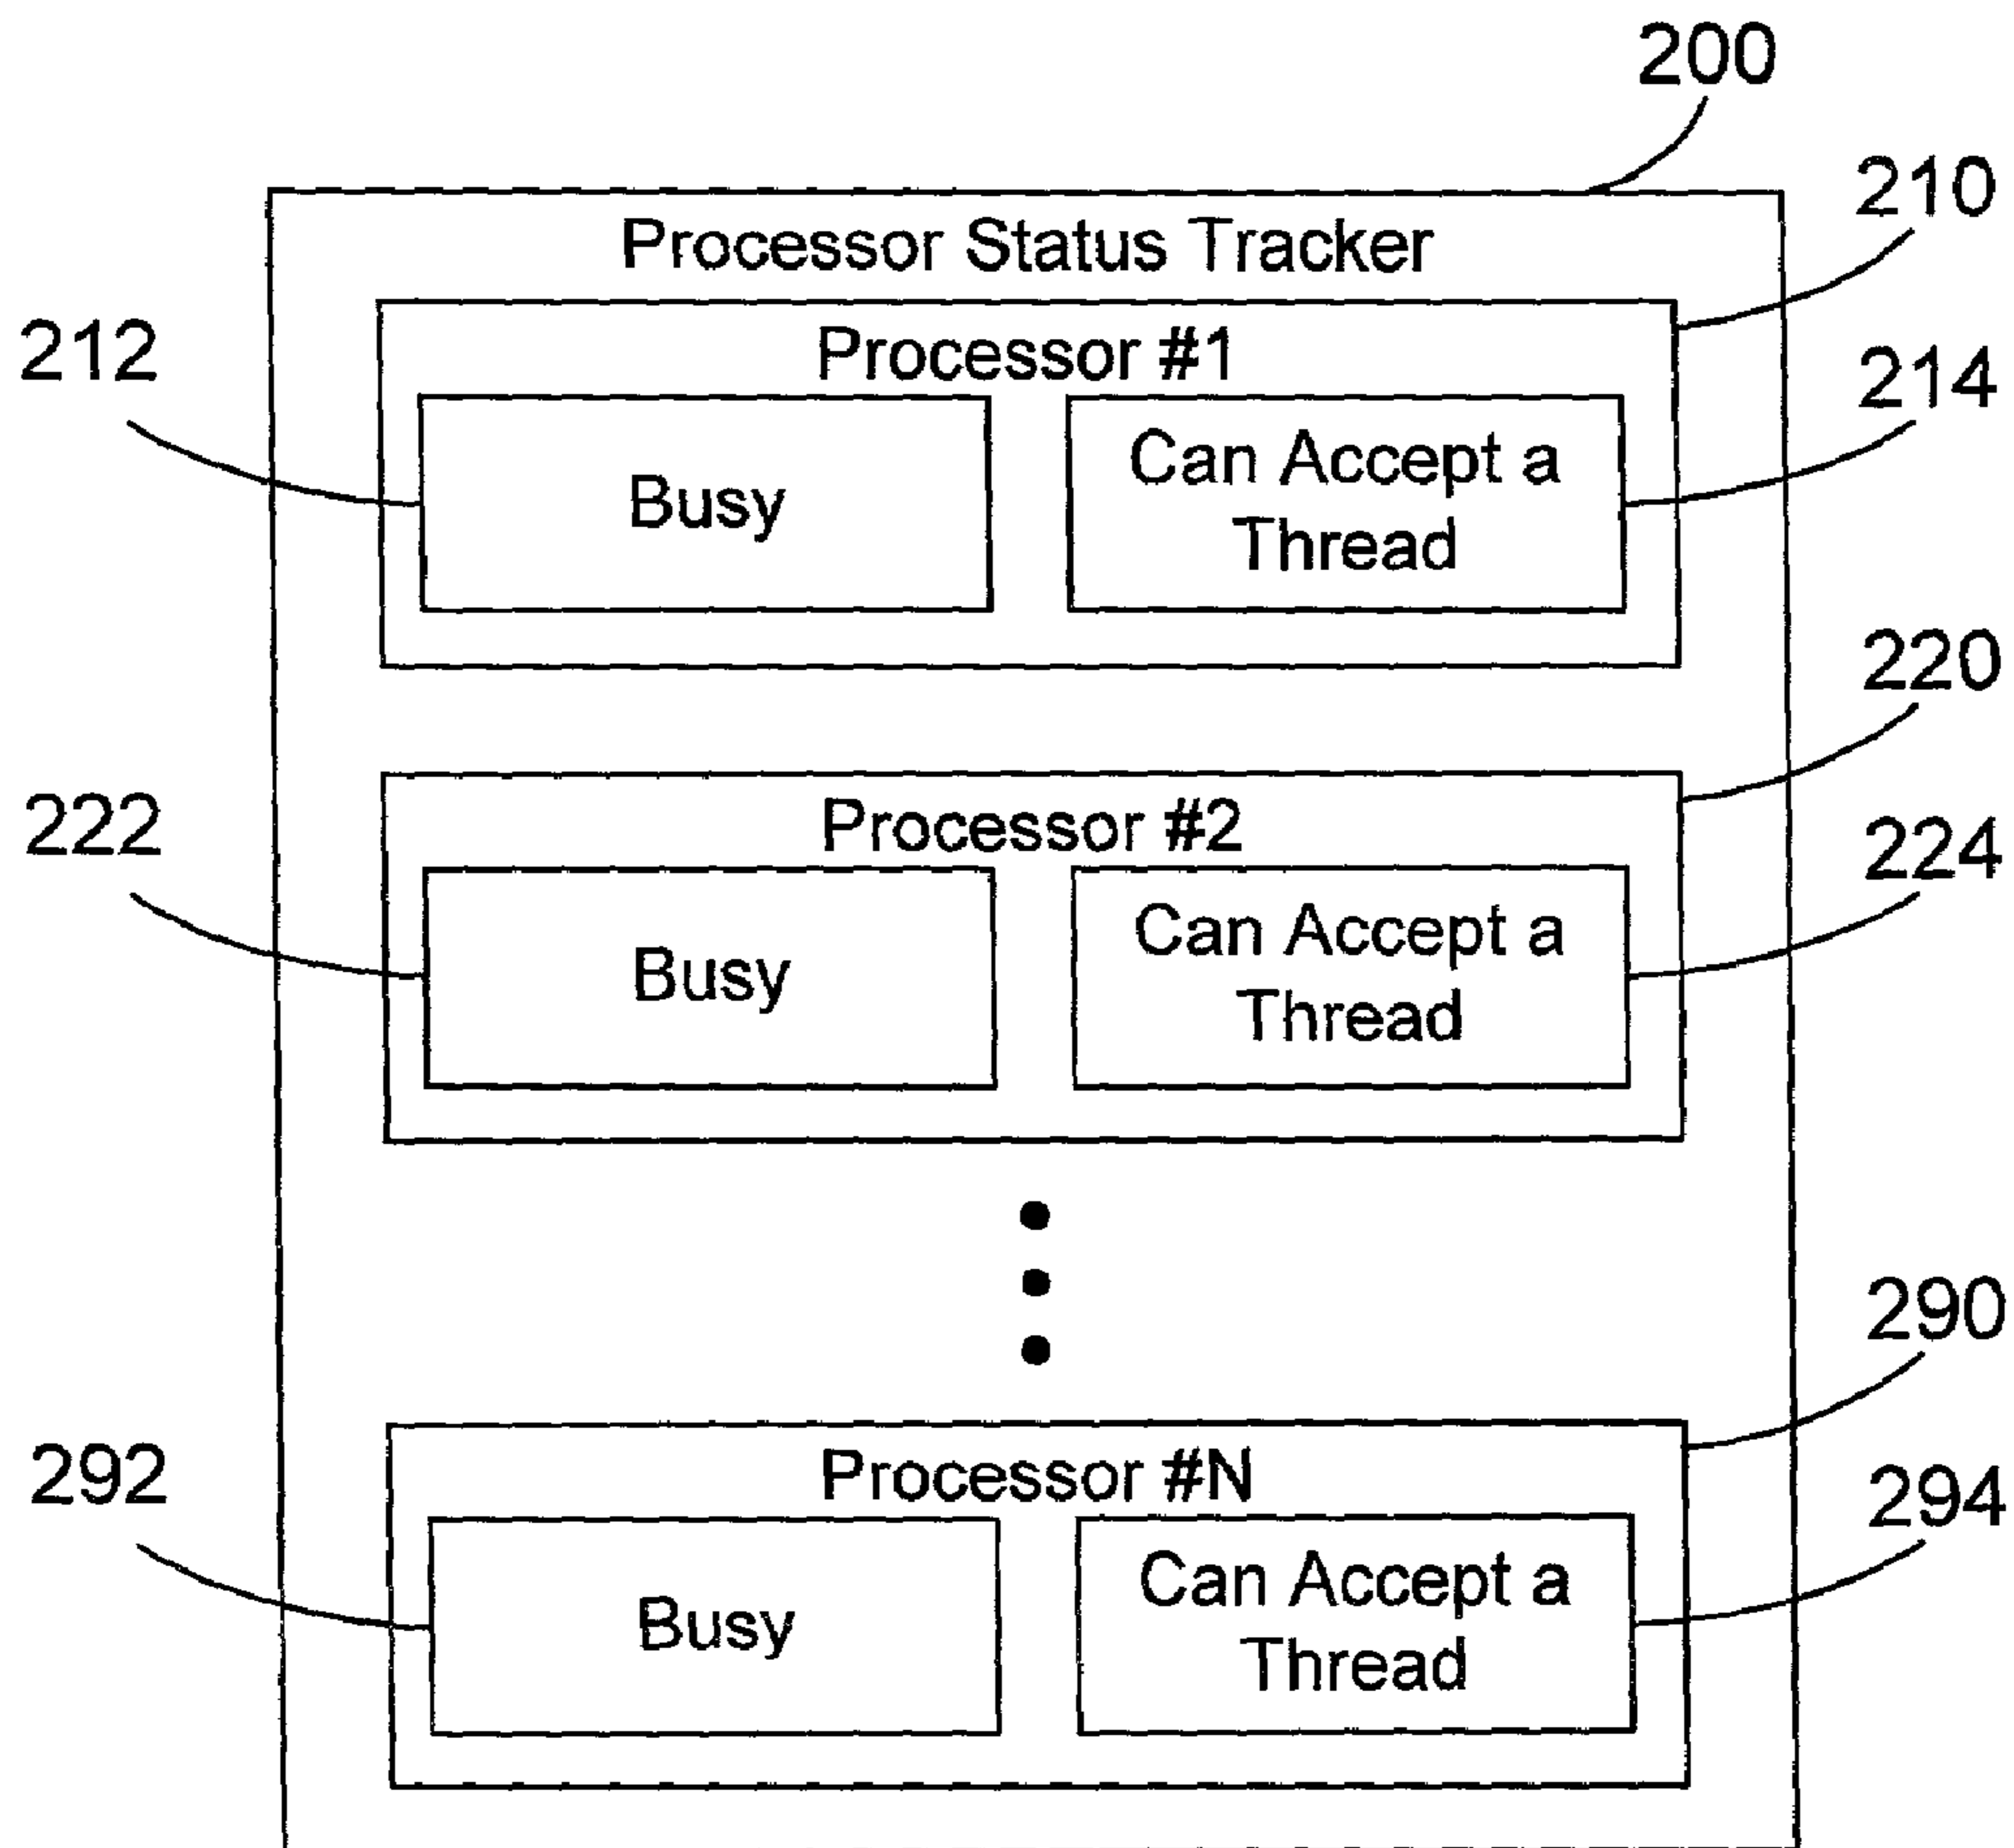 200
Processor Status Tracker
210
Processor #1
212
214
Busy
Can Accept a
Thread
220
Processor #2
222
224
Busy
Can Accept a
Thread
290
Processor #N
292
294
Busy
Can Accept a
Thread